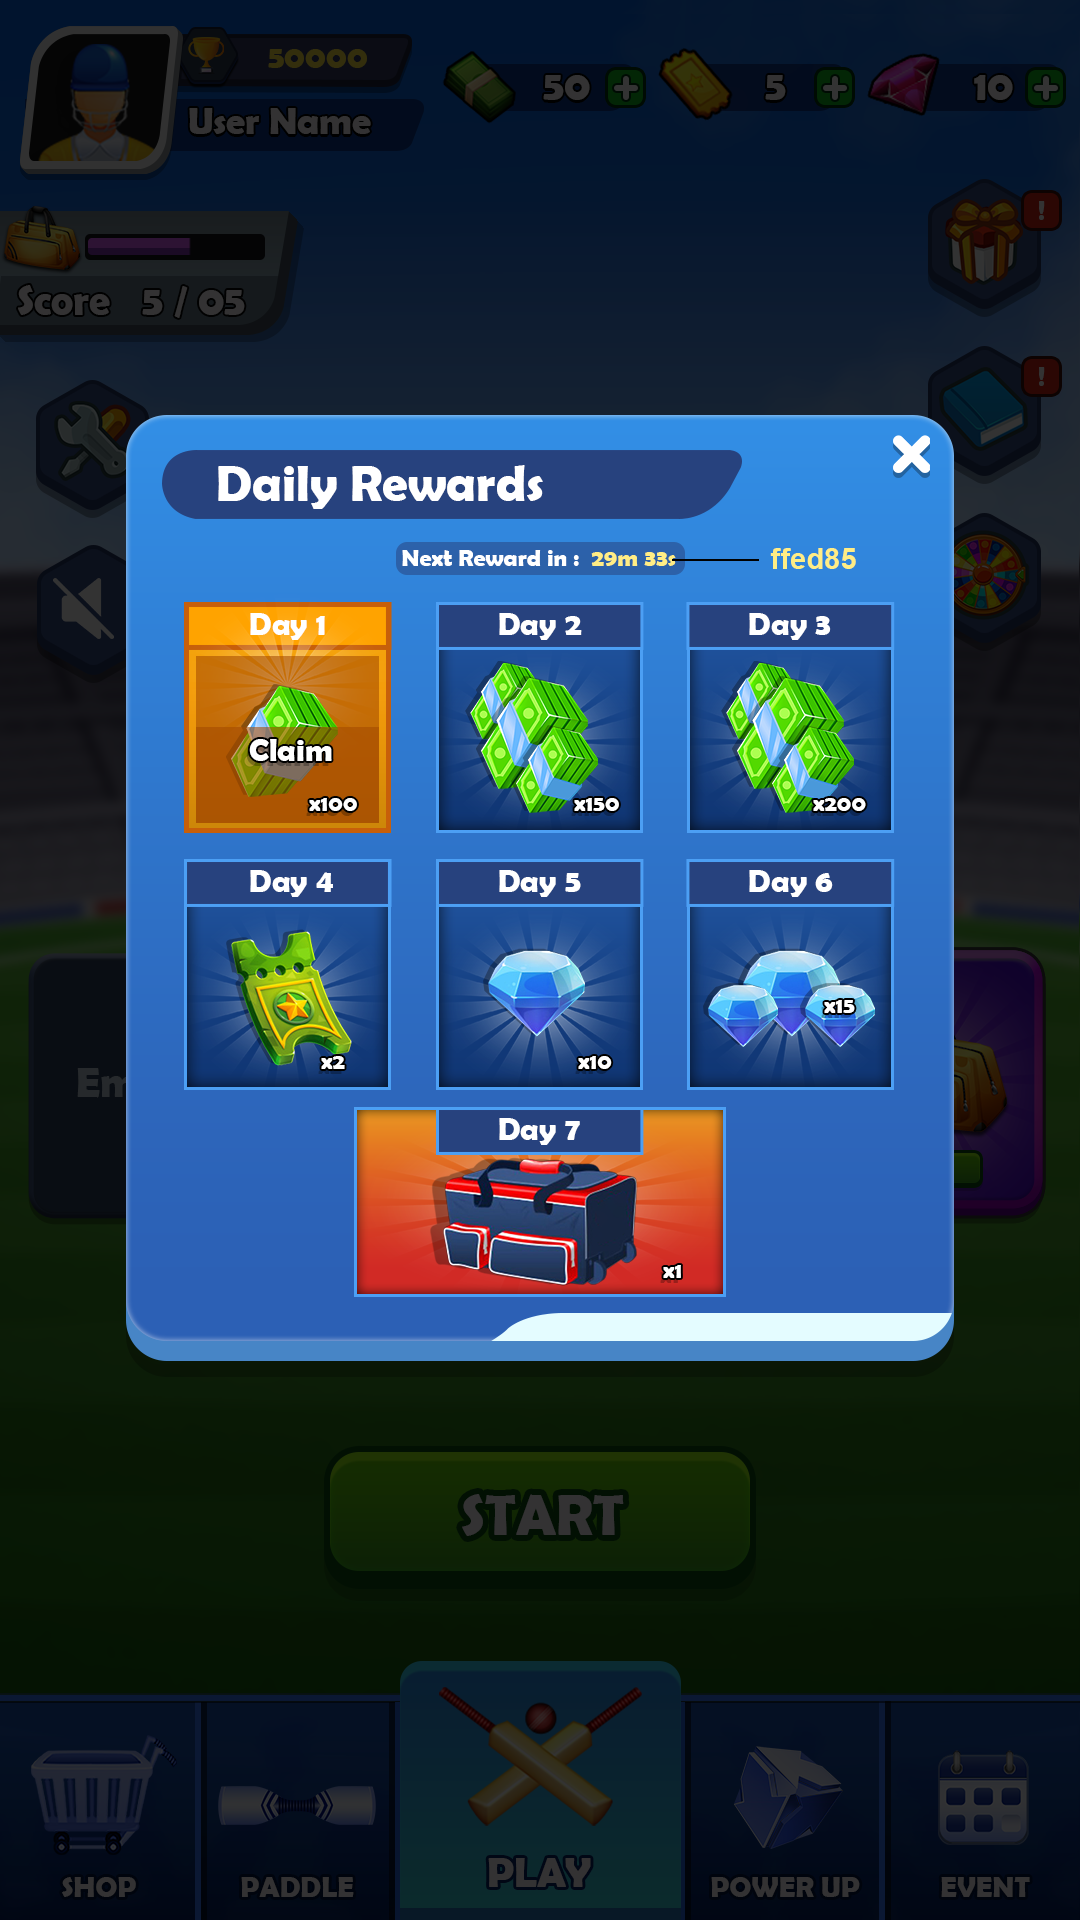 50000
User Name
50
5
10
!
Score 5 / 05
!
Daily Rewards
Next Reward in : 29m 33s
ffed85
Day 1
Day 2
Day 3
Claim
x100
x150
x200
Day 4
Day 5
Day 6
x2
x10
x15
Em
Day 7
x1
START
SHOP
PADDLE
PLAY
POWER UP
EVENT